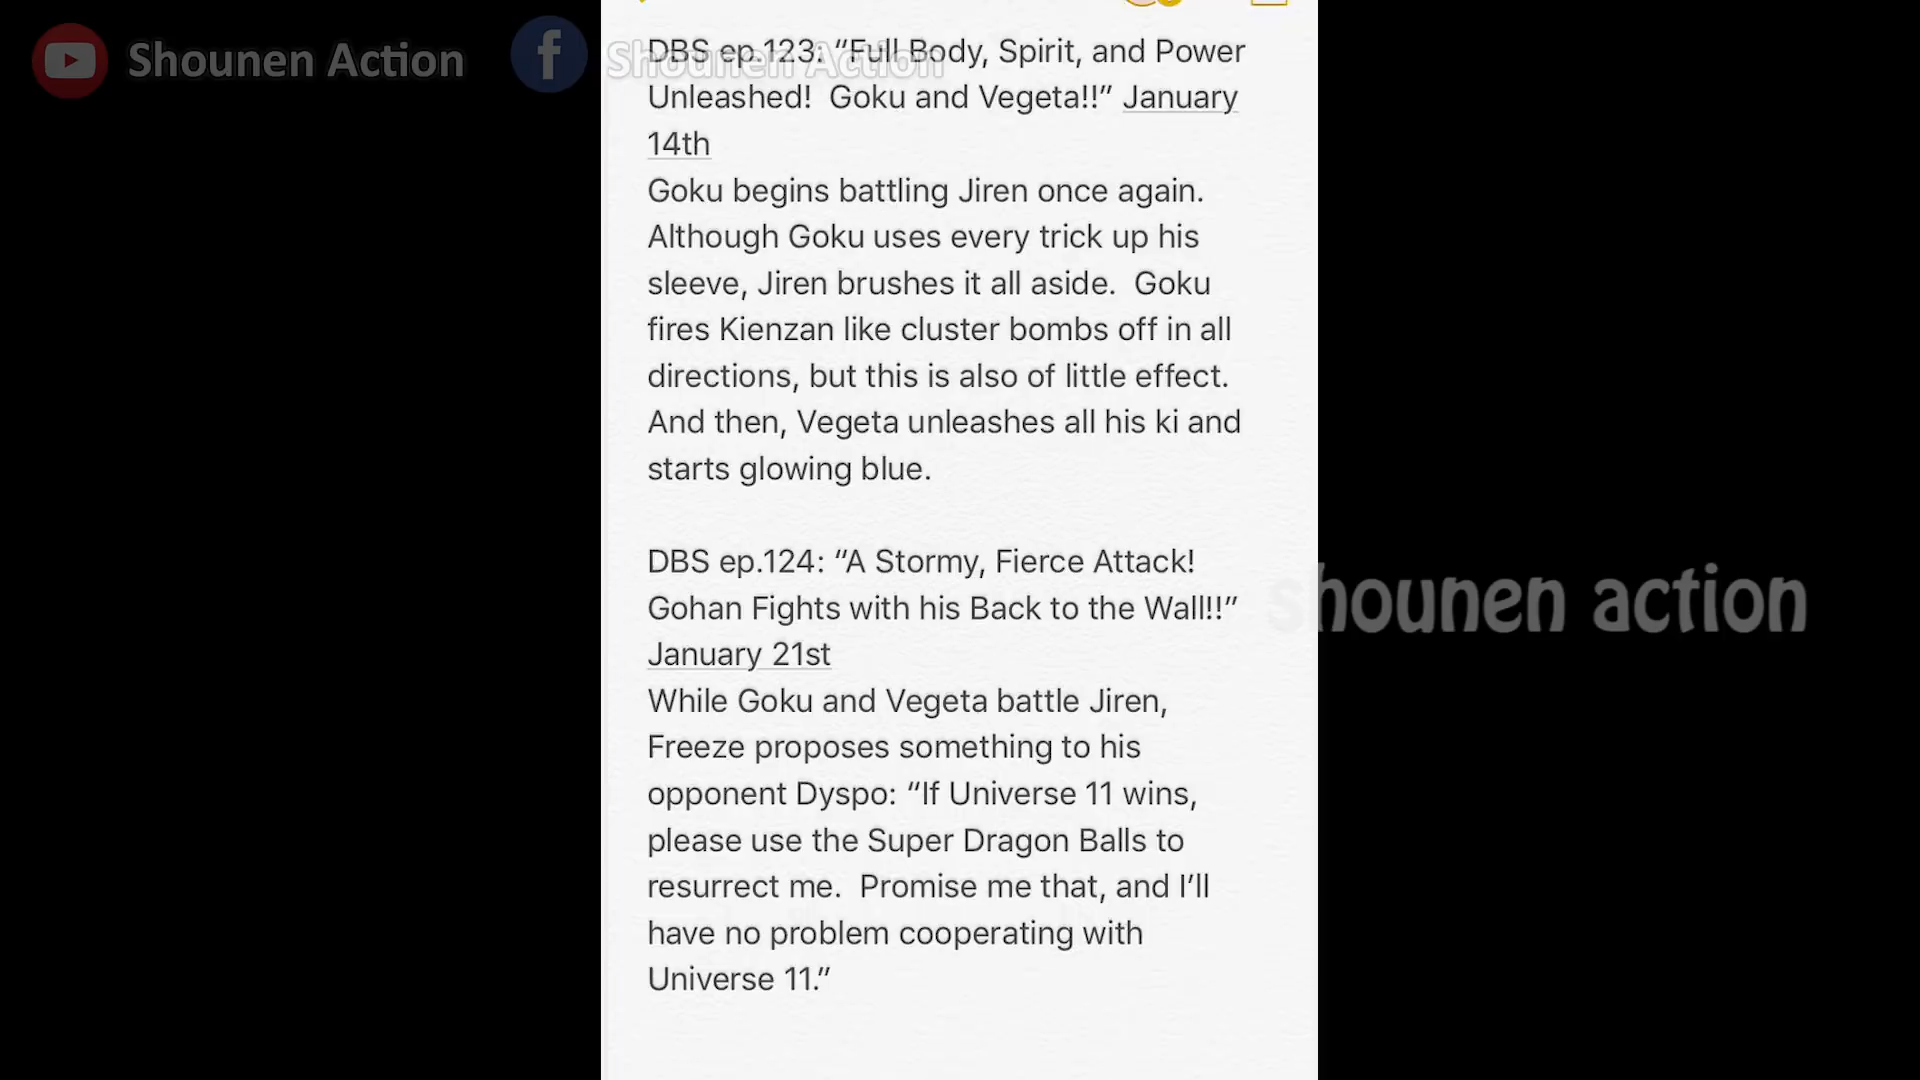 Shounen Action
Shounen Action
DBS ep.123: “Full Body, Spirit, and Power
Unleashed!  Goku and Vegeta!!” January
14th
Goku begins battling Jiren once again.
Although Goku uses every trick up his
sleeve, Jiren brushes it all aside.  Goku
fires Kienzan like cluster bombs off in all
directions, but this is also of little effect.
And then, Vegeta unleashes all his ki and
starts glowing blue.
DBS ep.124: “A Stormy, Fierce Attack!
Gohan Fights with his Back to the Wall!!”
shounen action
January 21st
While Goku and Vegeta battle Jiren,
Freeze proposes something to his
opponent Dyspo: “If Universe 11 wins,
please use the Super Dragon Balls to
resurrect me.  Promise me that, and I’ll
have no problem cooperating with
Universe 11.”